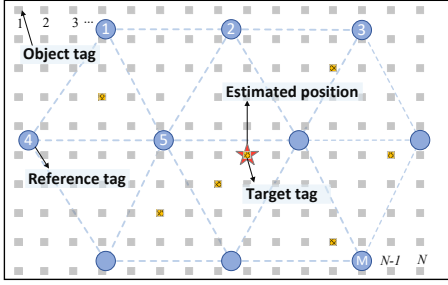 1 2 3 ...
1 2 3
Object tag
Estimated position
4 5
Reference tag
Target tag
M
N-1 N